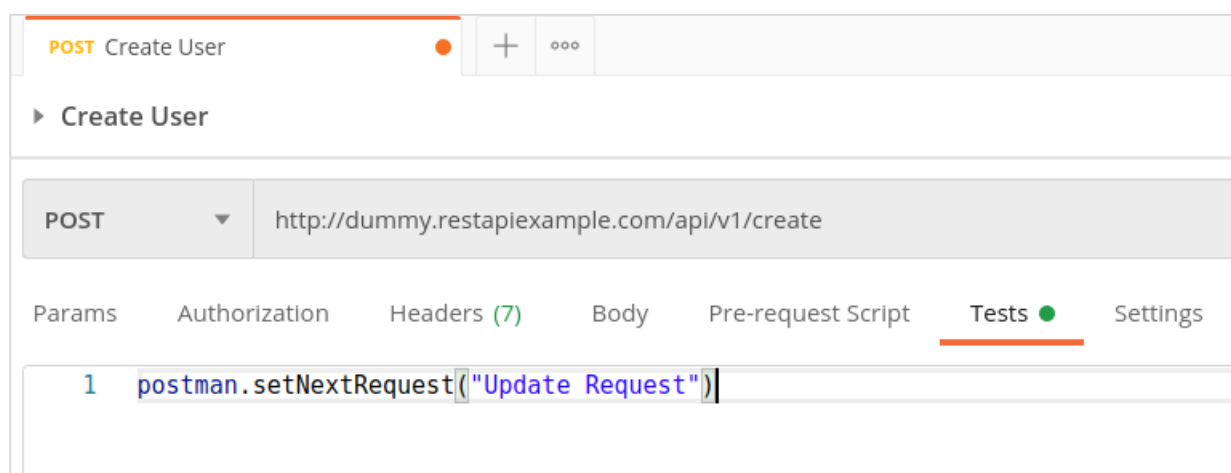 POST Create User
Create User
POST http://dummy.restapiexample.com/api/v1/create
Params Authorization Headers (7) Body Pre-request Script Tests Settings
1 postman.setNextRequest("Update Request")